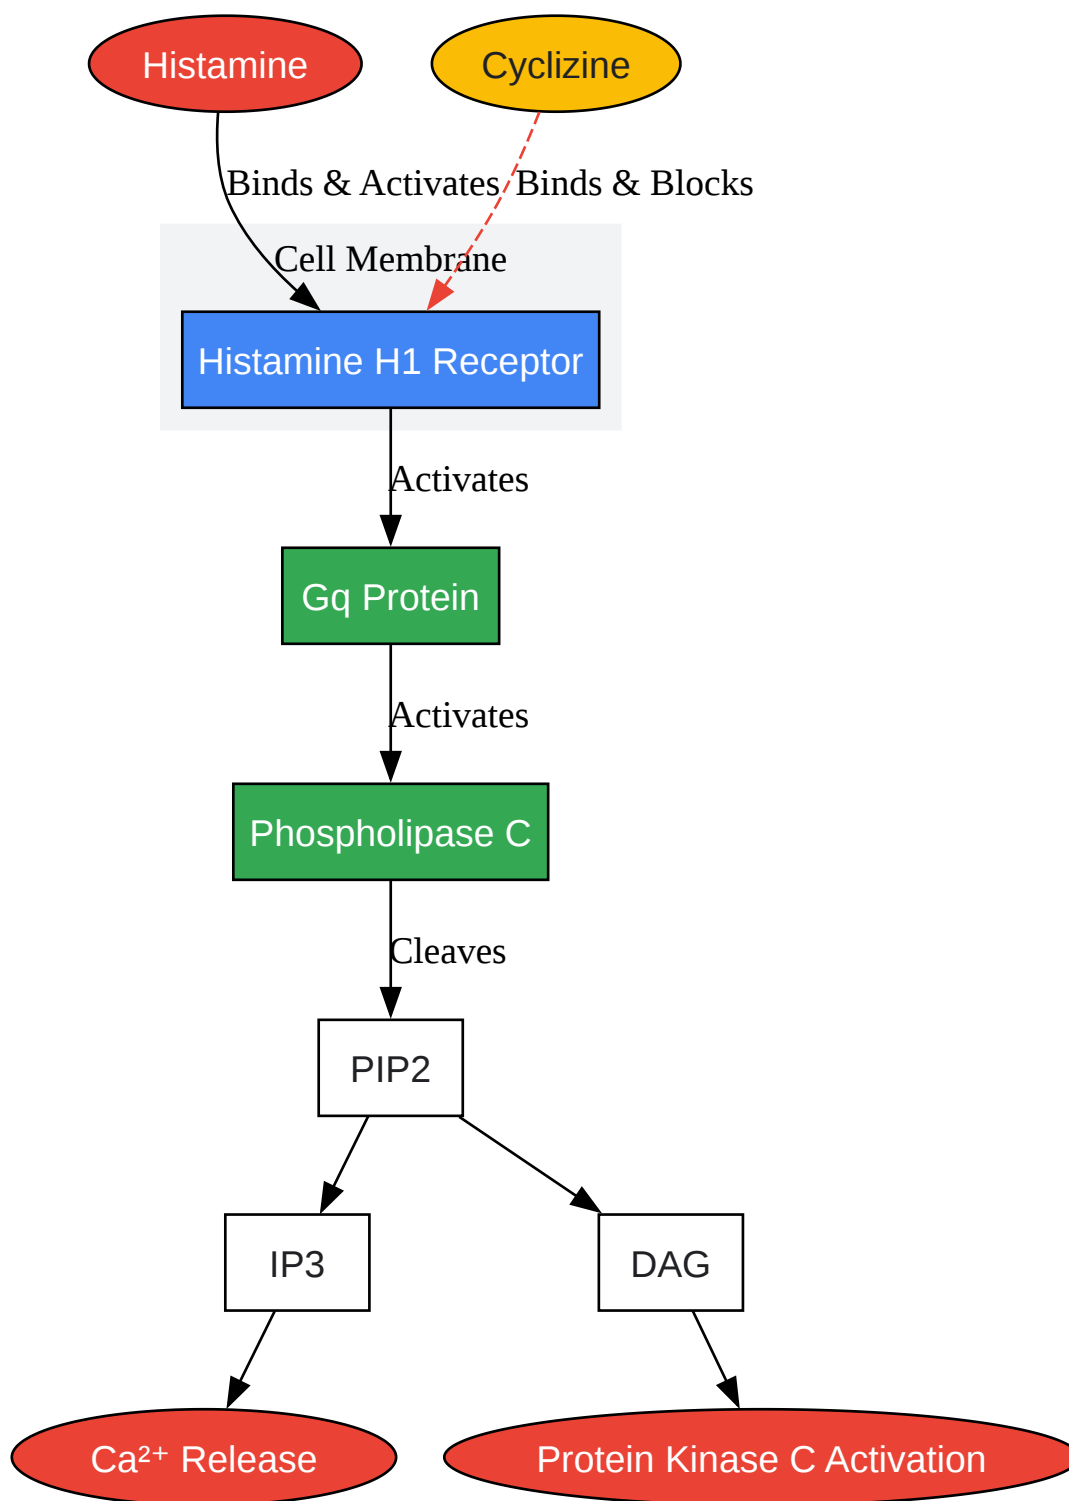 Histamine
Cyclizine
Binds & Activates
Binds & Blocks
Cell Membrane
Histamine H1 Receptor
Activates
Gq Protein
Activates
Phospholipase C
Cleaves
PIP2
IP3
DAG
Ca²⁺ Release
Protein Kinase C Activation